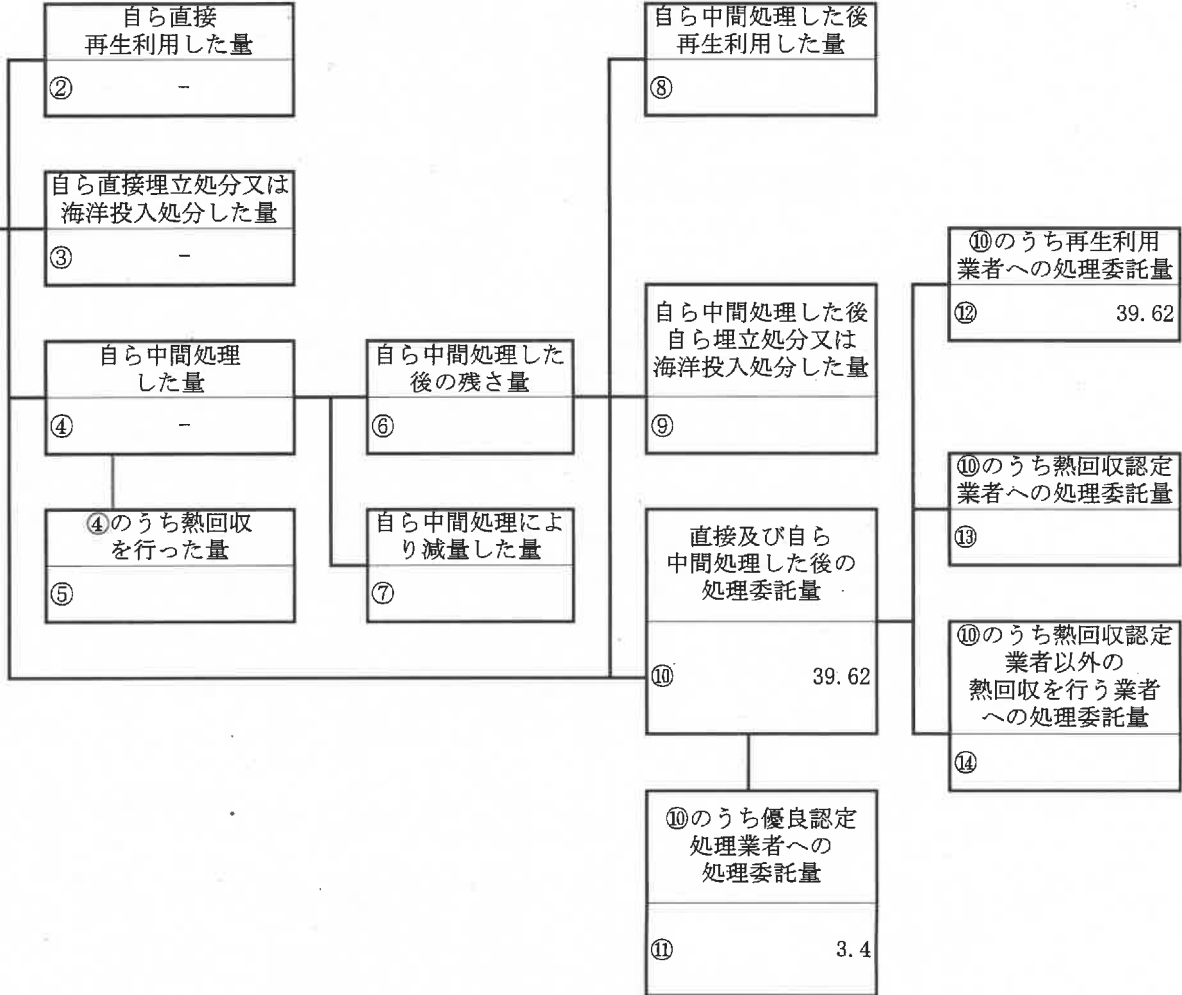 自ら直接
再生利用した量
② －
自ら直接埋立処分又は
海洋投入処分した量
③ －
自ら中間処理
した量
④ －
④のうち熱回収
を行った量
⑤
自ら中間処理した
後の残さ量
⑥
自ら中間処理によ
り減量した量
⑦
自ら中間処理した後
再生利用した量
⑧
自ら中間処理した後
自ら埋立処分又は
海洋投入処分した量
⑨
直接及び自ら
中間処理した後の
処理委託量
⑩ 39.62
⑩のうち優良認定
処理業者への
処理委託量
⑪ 3.4
⑩のうち再生利用
業者への処理委託量
⑫ 39.62
⑩のうち熱回収認定
業者への処理委託量
⑬
⑩のうち熱回収認定
業者以外の
熱回収を行う業者
への処理委託量
⑭